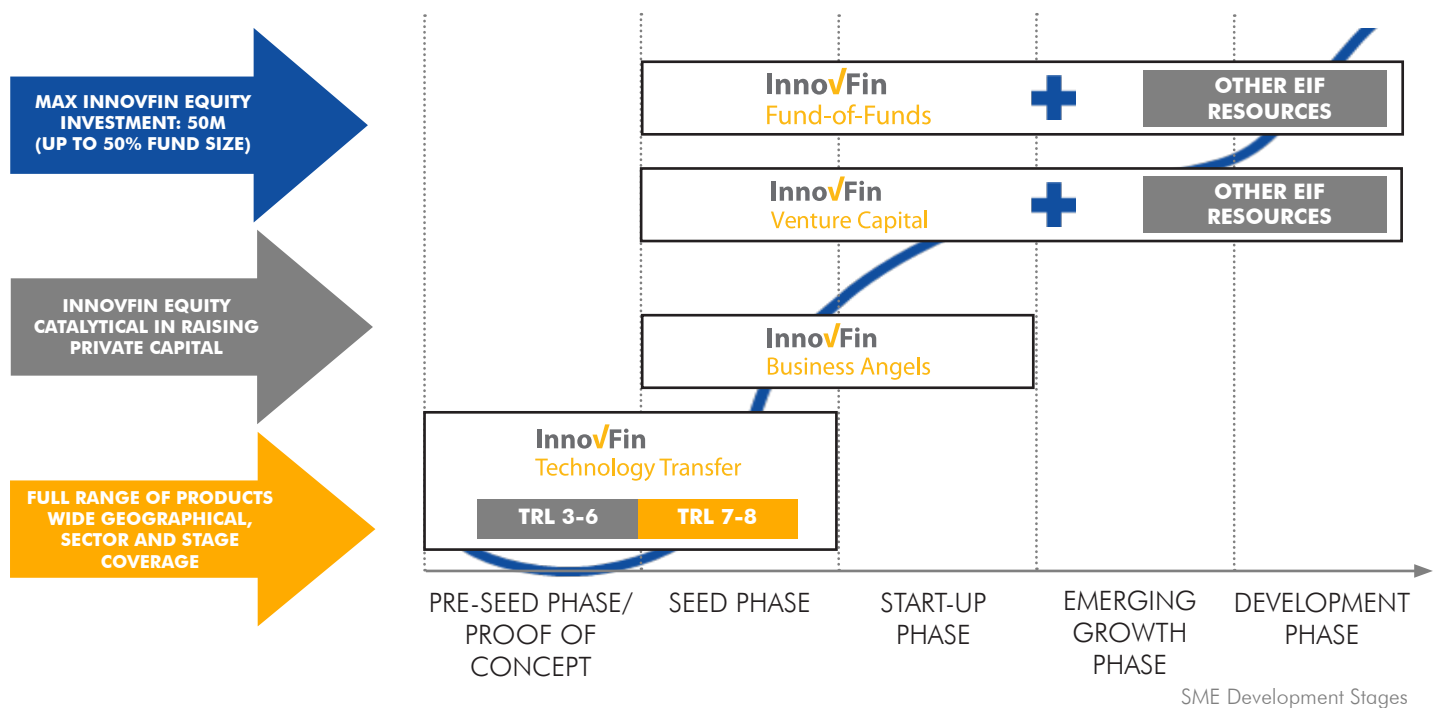 MAX INNOVFIN EQUITY
INVESTMENT: 50M
(UP TO 50% FUND SIZE)
INNOVFIN EQUITY
CATALYTICAL IN RAISING
PRIVATE CAPITAL
FULL RANGE OF PRODUCTS
WIDE GEOGRAPHICAL,
SECTOR AND STAGE
COVERAGE
InnovFin
Fund-of-Funds
OTHER EIF
RESOURCES
InnovFin
Venture Capital
OTHER EIF
RESOURCES
InnovFin
Business Angels
InnovFin
Technology Transfer
TRL 3-6
TRL 7-8
PRE-SEED PHASE/
PROOF OF
CONCEPT
SEED PHASE
START-UP
PHASE
EMERGING
GROWTH
PHASE
DEVELOPMENT
PHASE
SME Development Stages